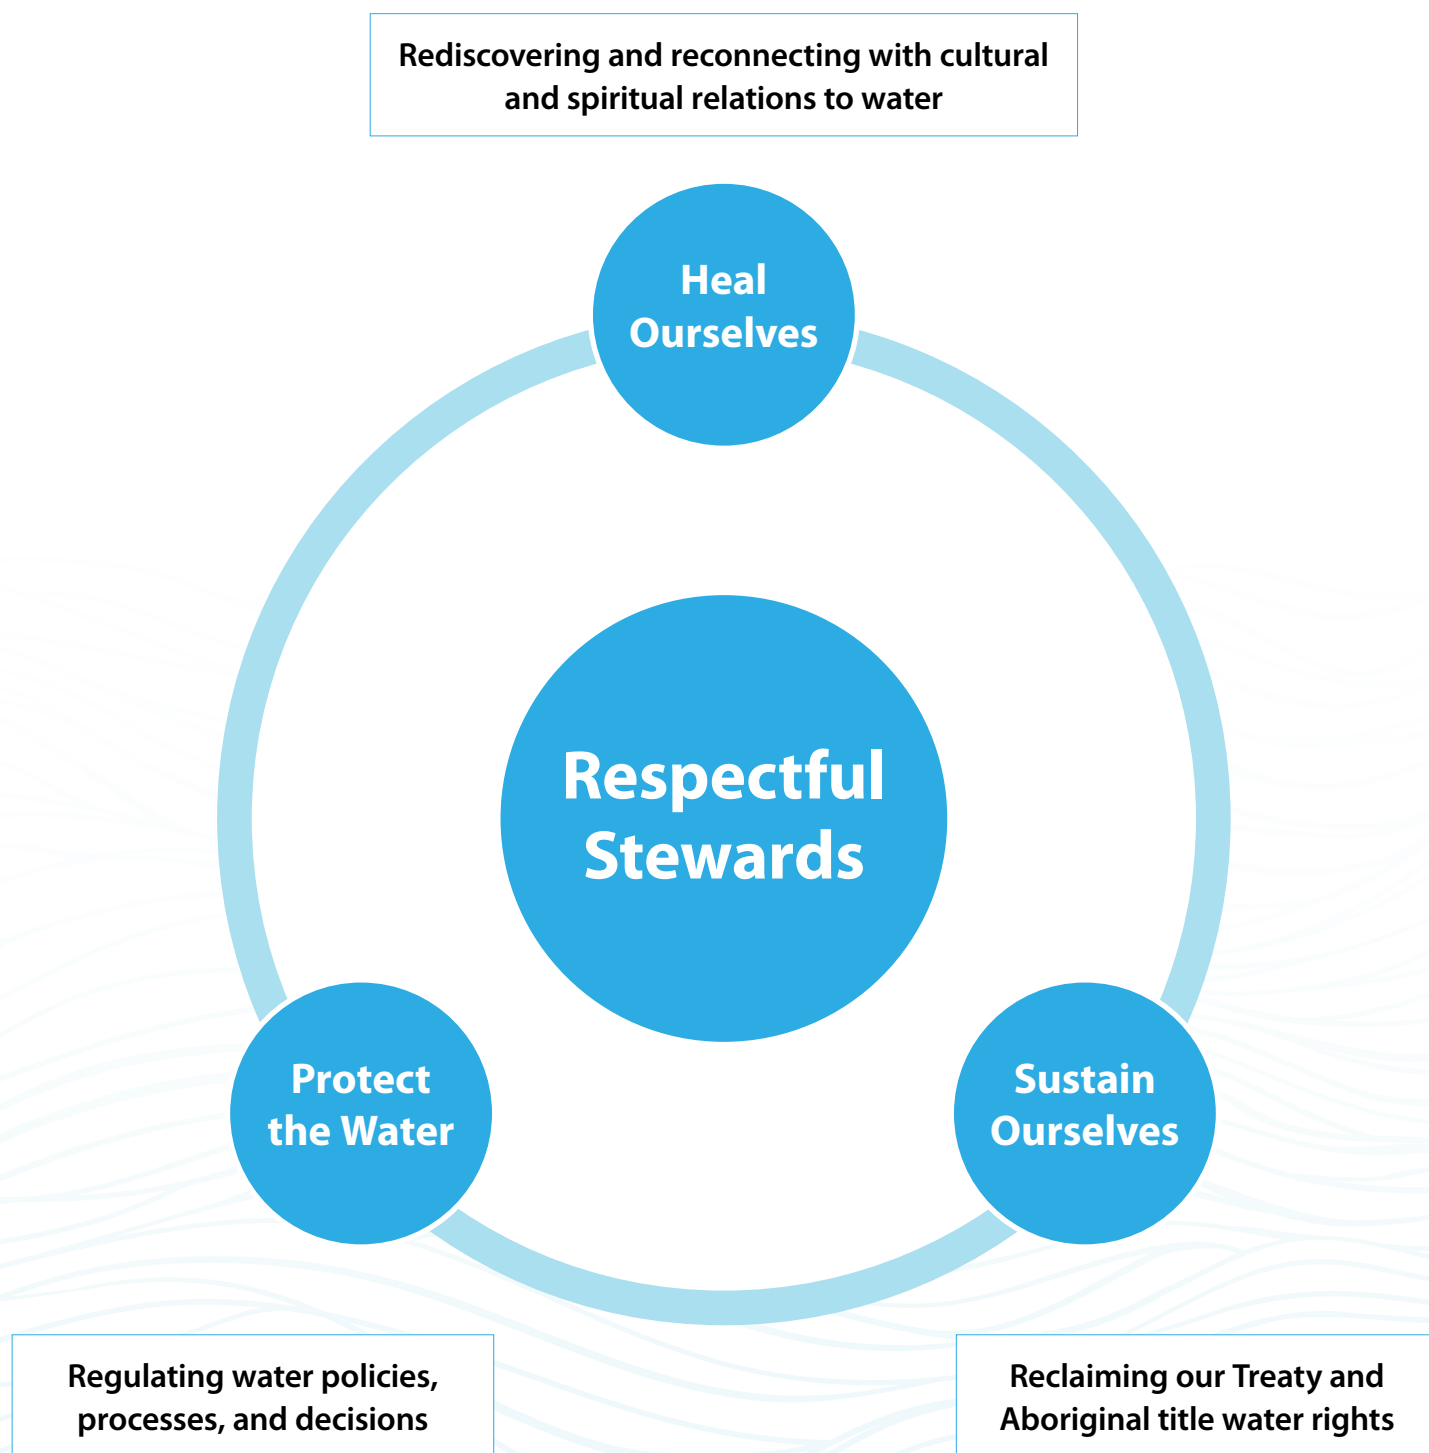 Rediscovering and reconnecting with cultural
and spiritual relations to water
Heal
Ourselves
Respectful
Stewards
Protect
the Water
Sustain
Ourselves
Regulating water policies,
processes, and decisions
Reclaiming our Treaty and
Aboriginal title water rights